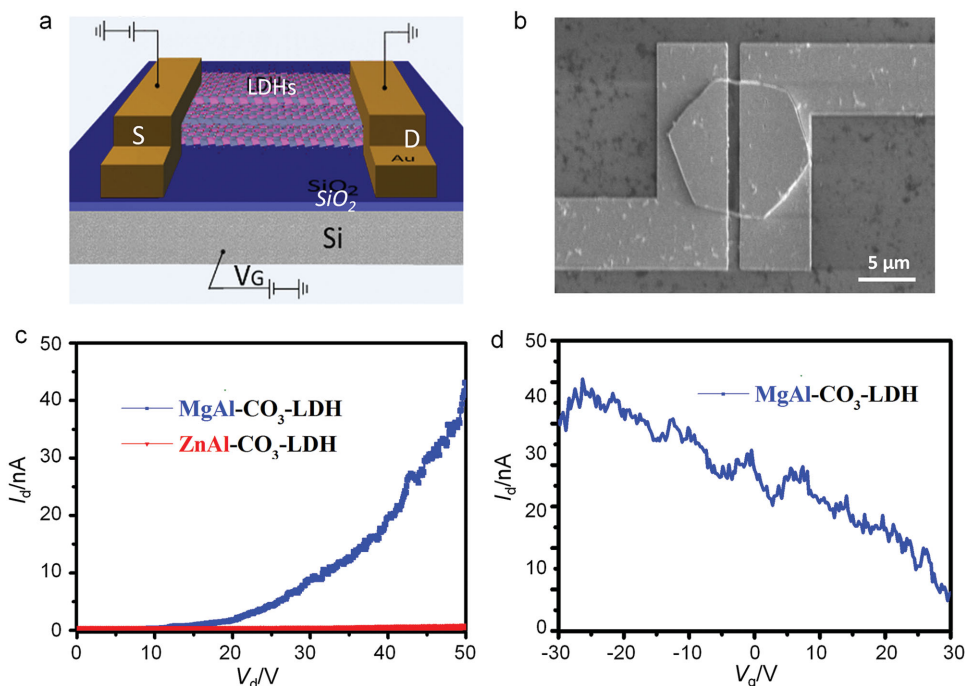 a
LDHs
S
D
Au
SiO₂
SiO₂
Si
VG
b
5 μm
c
50
40
30
20
10
0
Id/nA
MgAl-CO₃-LDH
ZnAl-CO₃-LDH
0 10 20 30 40 50
Vd/V
d
50
40
40
30
20
10
10
0
Id/nA
MgAl-CO₃-LDH
-30 -20 -10 0 10 20 30
Vg/V